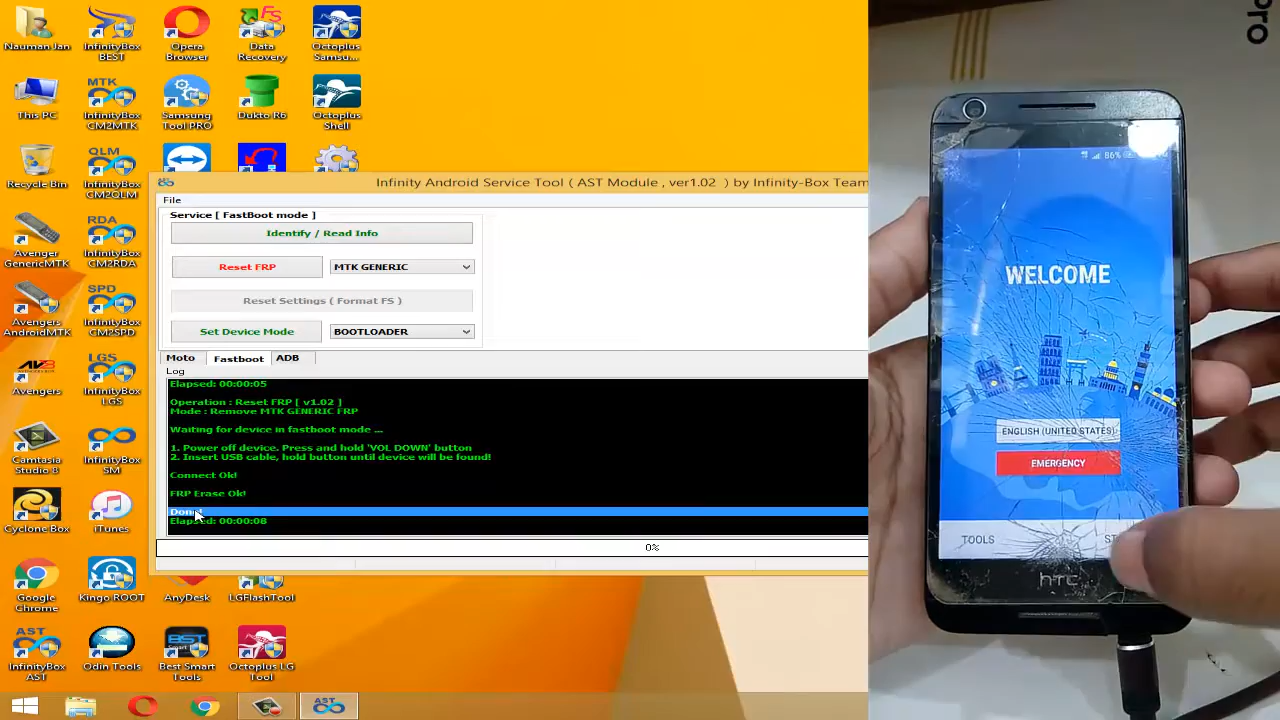 Nauman Jan
InfinityBox
BEST
Opera
Browser
Data
Recovery
Octoplus
Samsu...
This PC
MTK
InfinityBox
CM2MTK
Samsung
Tool PRO
Dukto R6
Octoplus
Shell
Recycle Bin
QLM
InfinityBox
CM2QLM
Avenger
GenericMTK
RDA
InfinityBox
CM2RDA
Avengers
AndroidMTK
SPD
InfinityBox
CM2SPD
AVB
Avengers
LGS
InfinityBox
LGS
Camtasia
Studio 8
InfinityBox
SM
Cyclone Box
iTunes
Google
Chrome
Kingo ROOT
AnyDesk
LGFlashTool
AST
InfinityBox
AST
Odin Tools
BST
Best Smart
Tools
Octoplus LG
Tool
Infinity Android Service Tool ( AST Module , ver1.02 ) by Infinity-Box Team
File
Service [ FastBoot mode ]
Identify / Read Info
Reset FRP
MTK GENERIC
Reset Settings ( Format FS )
Set Device Mode
BOOTLOADER
Moto
Fastboot
ADB
Log
Elapsed: 00:00:05
Operation : Reset FRP [ v1.02 ]
Mode : Remove MTK GENERIC FRP
Waiting for device in fastboot mode ...
1. Power off device. Press and hold 'VOL DOWN' button
2. Insert USB cable, hold button until device will be found!
Connect Ok!
FRP Erase Ok!
Done!
Elapsed: 00:00:08
0%
AST
pro
86%
WELCOME
ENGLISH (UNITED STATES)
EMERGENCY
TOOLS
hTC